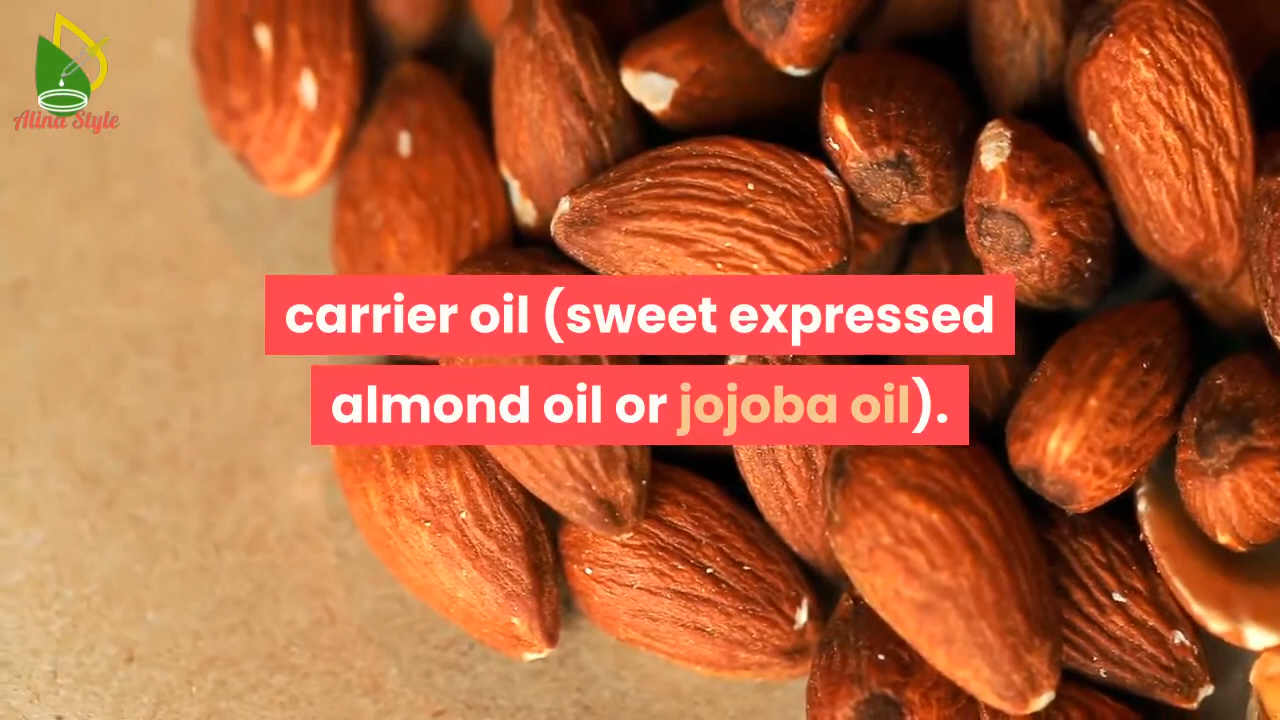 Alina Style
carrier oil (sweet expressed
almond oil or jojoba oil).